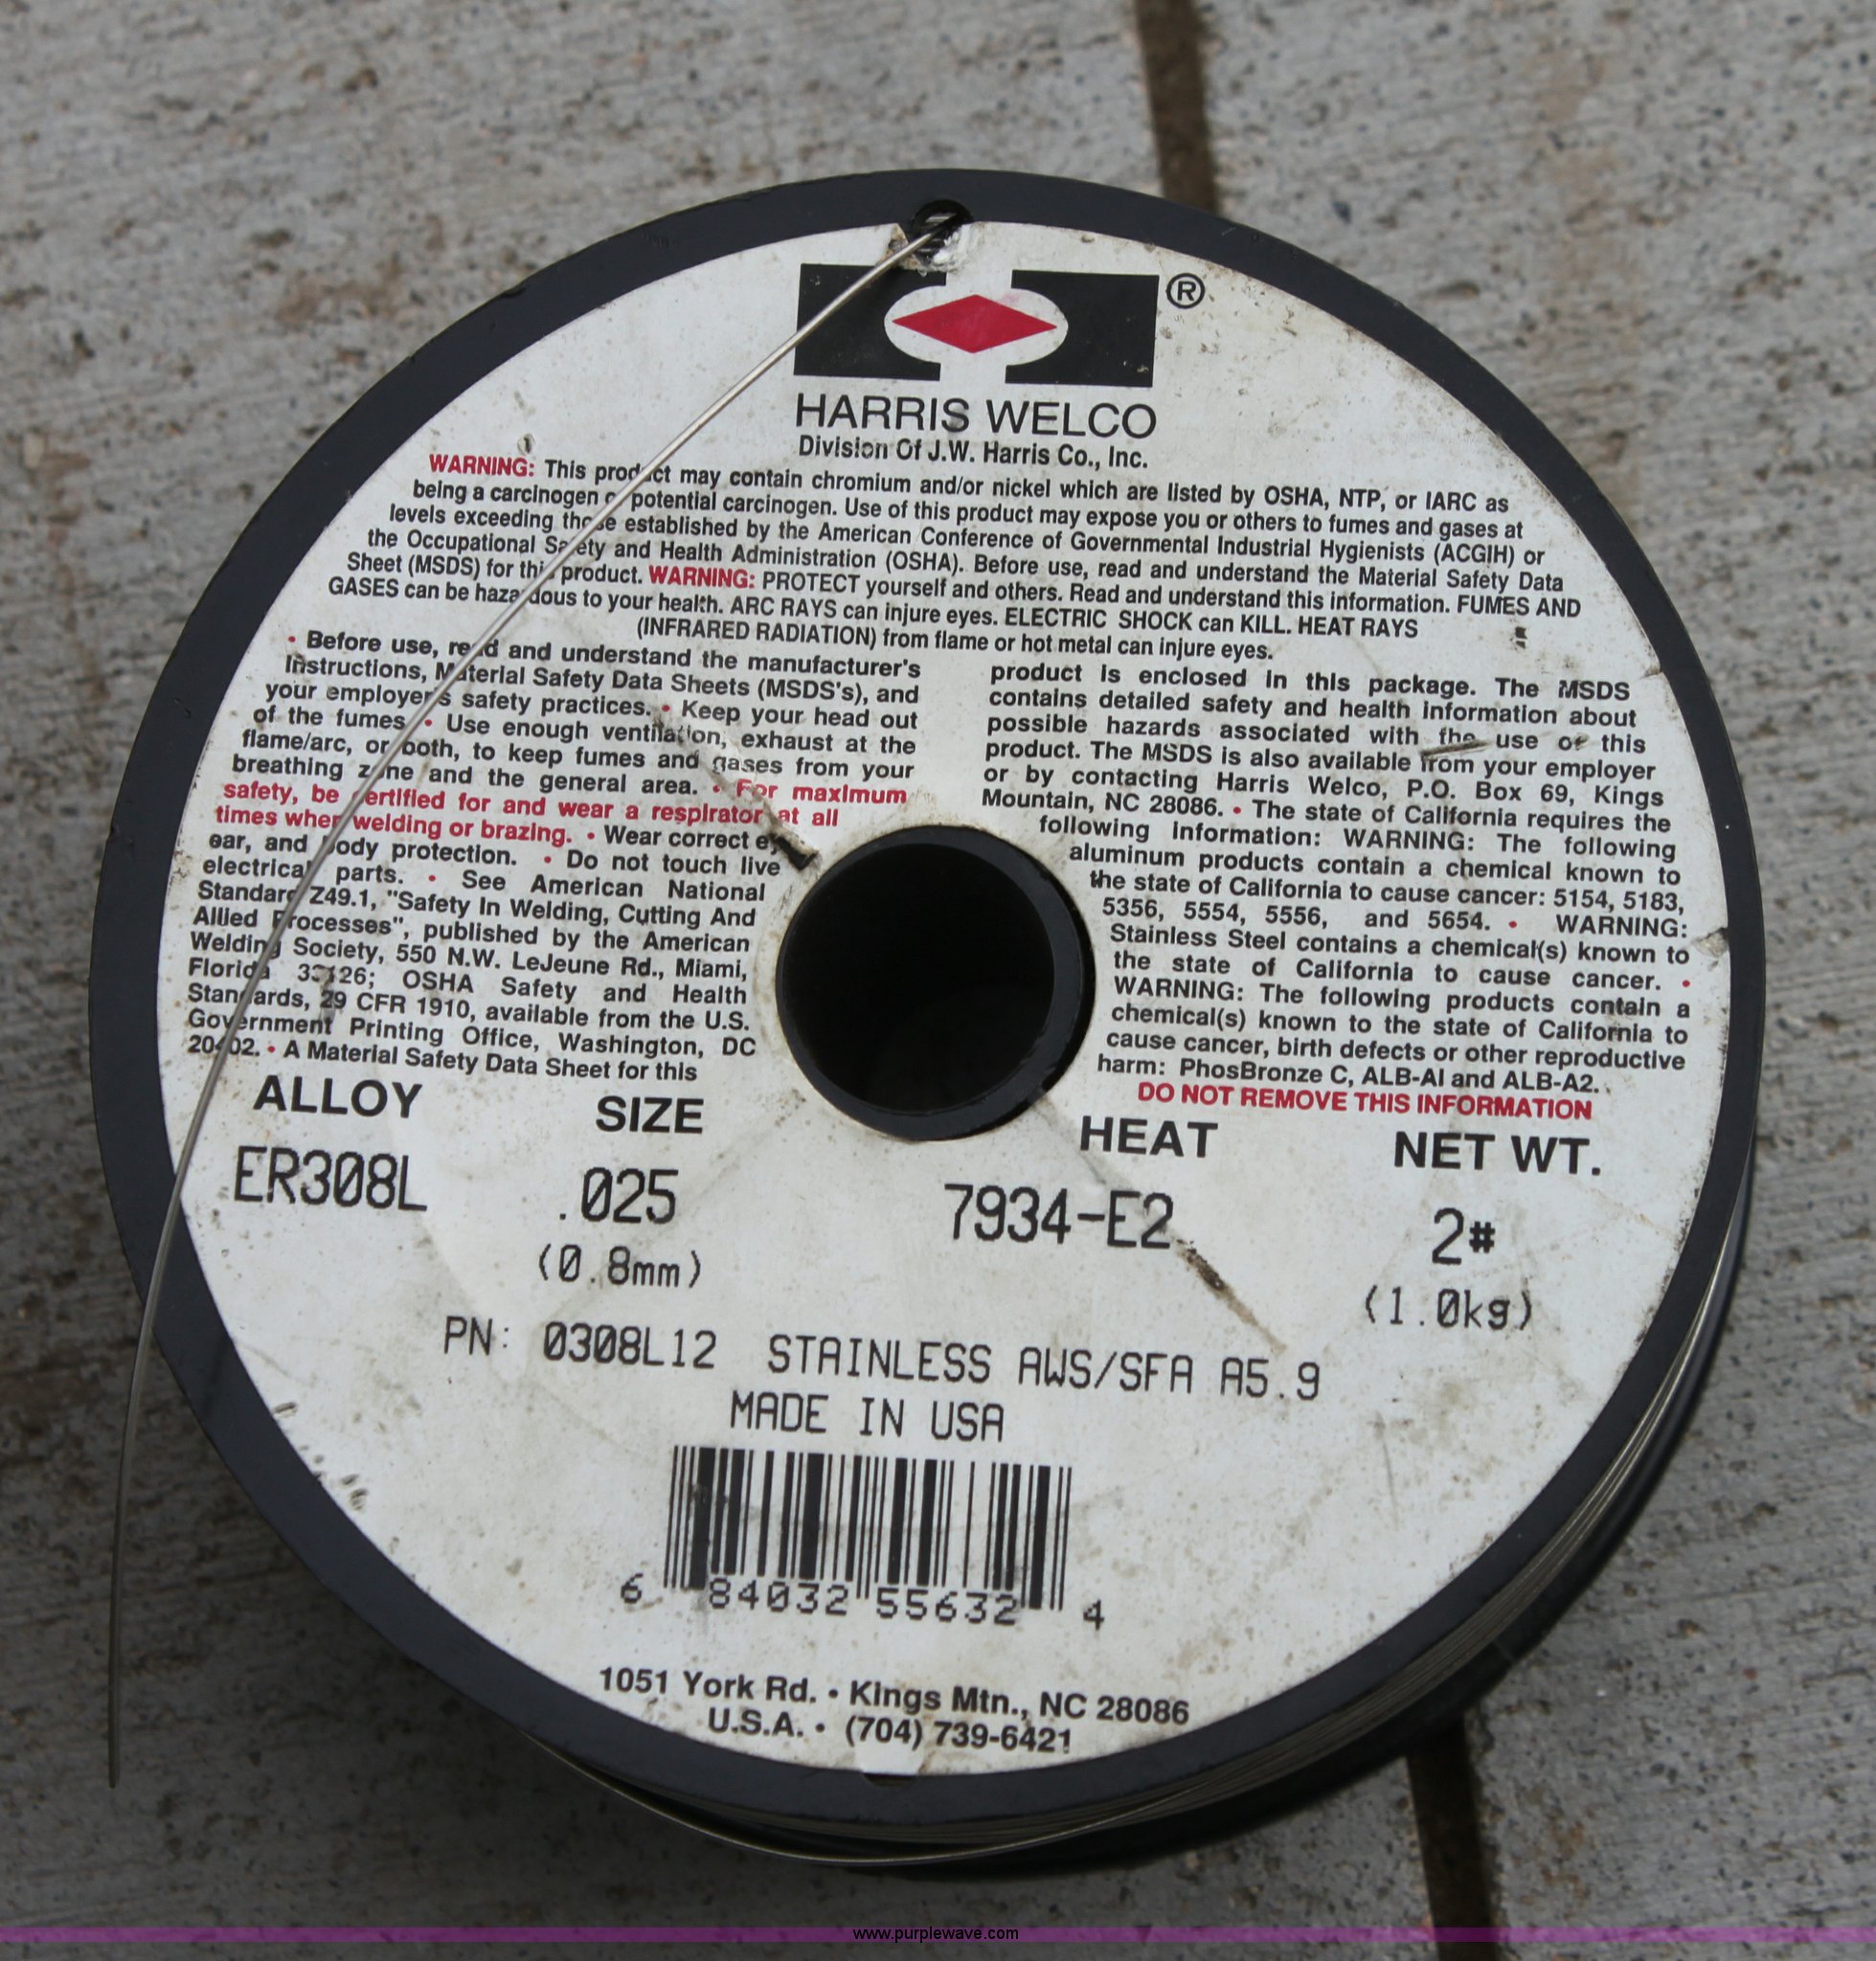 ®
HARRIS WELCO
Division Of J.W. Harris Co., Inc.
WARNING: This product may contain chromium and/or nickel which are listed by OSHA, NTP, or IARC as
being a carcinogen or potential carcinogen. Use of this product may expose you or others to fumes and gases at
levels exceeding those established by the American Conference of Governmental Industrial Hygienists (ACGIH) or
the Occupational Safety and Health Administration (OSHA). Before use, read and understand the Material Safety Data
Sheet (MSDS) for this product. WARNING: PROTECT yourself and others. Read and understand this information. FUMES AND
GASES can be hazardous to your health. ARC RAYS can injure eyes. ELECTRIC SHOCK can KILL. HEAT RAYS
(INFRARED RADIATION) from flame or hot metal can injure eyes.
• Before use, read and understand the manufacturer's
Instructions, Material Safety Data Sheets (MSDS's), and
your employer's safety practices. • Keep your head out
of the fumes. • Use enough ventilation, exhaust at the
flame/arc, or both, to keep fumes and gases from your
breathing zone and the general area. • For maximum
safety, be certified for and wear a respirator at all
times when welding or brazing. • Wear correct eye,
ear, and body protection. • Do not touch live
electrical parts. • See American National
Standard Z49.1, "Safety In Welding, Cutting And
Allied Processes", published by the American
Welding Society, 550 N.W. LeJeune Rd., Miami,
Florida 33126; OSHA Safety and Health
Standards, 29 CFR 1910, available from the U.S.
Government Printing Office, Washington, DC
20402. • A Material Safety Data Sheet for this
product is enclosed in this package. The MSDS
contains detailed safety and health information about
possible hazards associated with the use of this
product. The MSDS is also available from your employer
or by contacting Harris Welco, P.O. Box 69, Kings
Mountain, NC 28086. • The state of California requires the
following information: WARNING: The following
aluminum products contain a chemical known to
the state of California to cause cancer: 5154, 5183,
5356, 5554, 5556, and 5654. • WARNING:
Stainless Steel contains a chemical(s) known to
the state of California to cause cancer. •
WARNING: The following products contain a
chemical(s) known to the state of California to
cause cancer, birth defects or other reproductive
harm: PhosBronze C, ALB-Al and ALB-A2.
DO NOT REMOVE THIS INFORMATION
ALLOY SIZE HEAT NET WT.
ER308L .025 7934-E2 2#
(0.8mm) (1.0kg)
PN: 0308L12 STAINLESS AWS/SFA A5.9
MADE IN USA
6 84032 55632 4
1051 York Rd. • Kings Mtn., NC 28086
U.S.A. • (704) 739-6421
www.purplewave.com